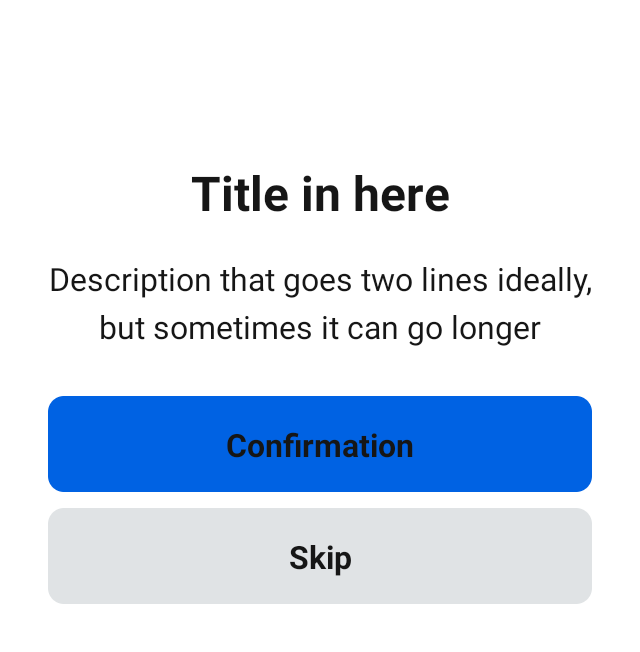 Title in here
Description that goes two lines ideally,
but sometimes it can go longer
Confirmation
Skip